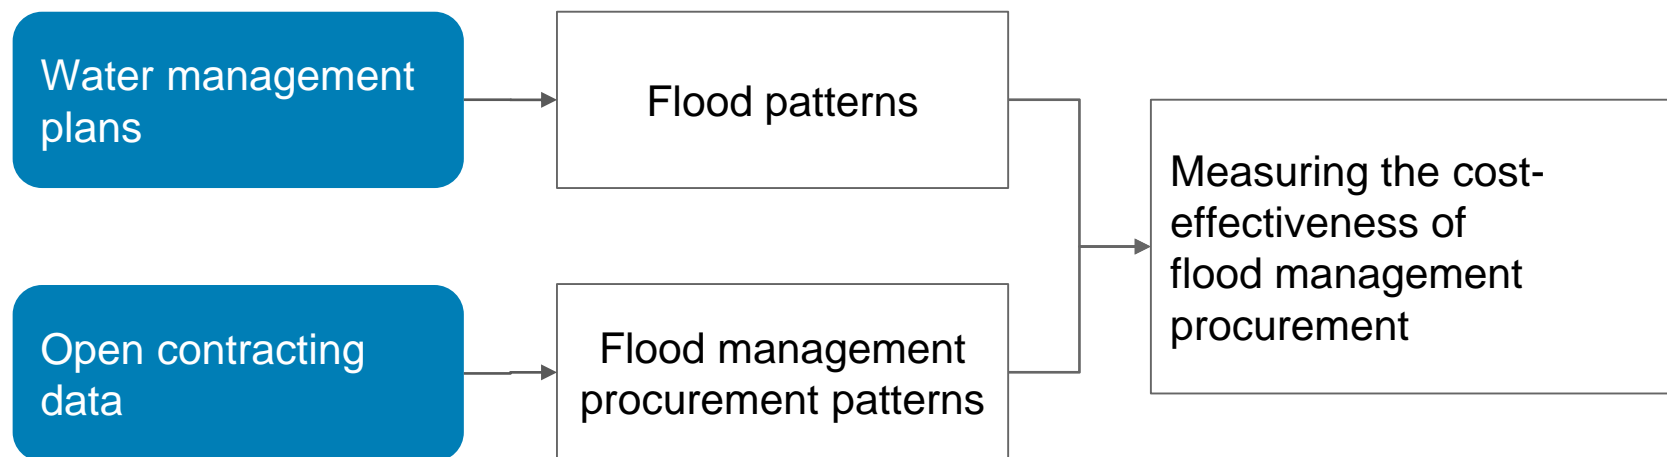 Water management
plans
Flood patterns
Measuring the cost-
effectiveness of
flood management
procurement
Open contracting
data
Flood management
procurement patterns